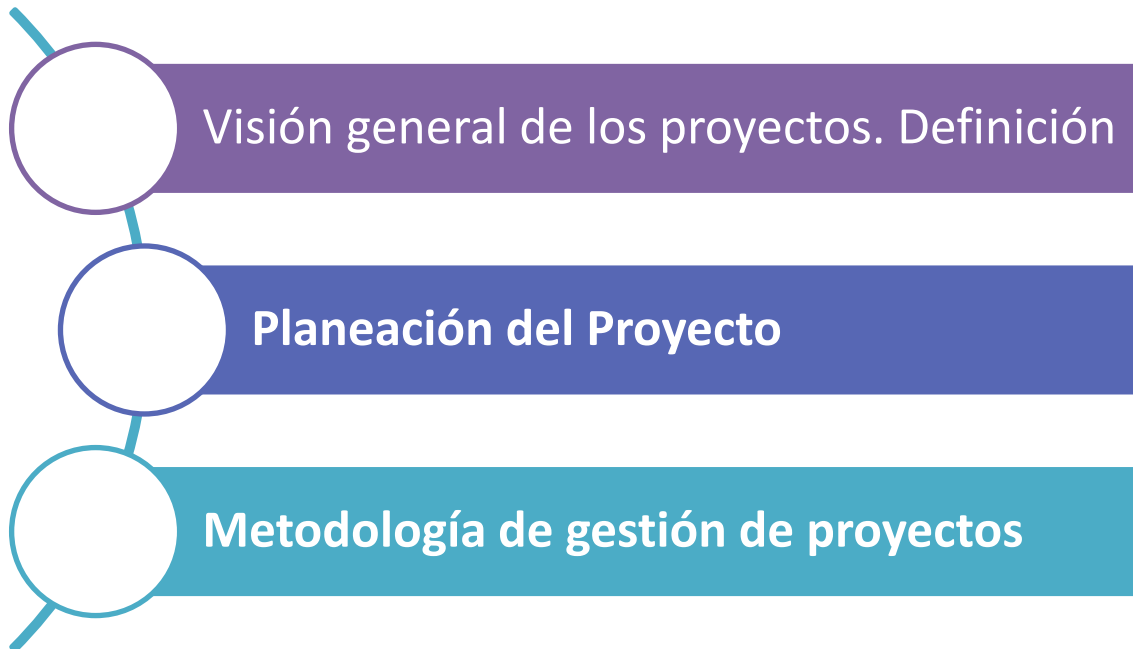 Visión general de los proyectos. Definición
Planeación del Proyecto
Metodología de gestión de proyectos